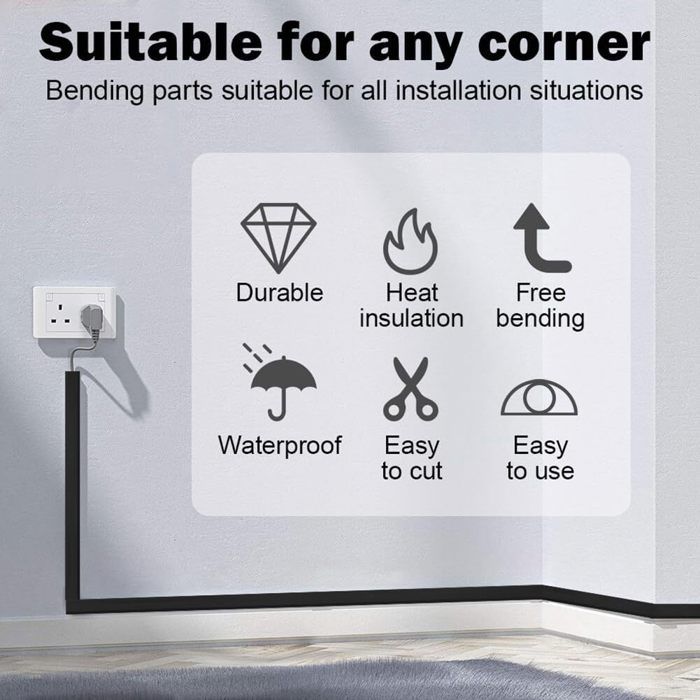 Suitable for any corner
Bending parts suitable for all installation situations
Durable
Heat
insulation
Free
bending
Waterproof
Easy
to cut
Easy
to use